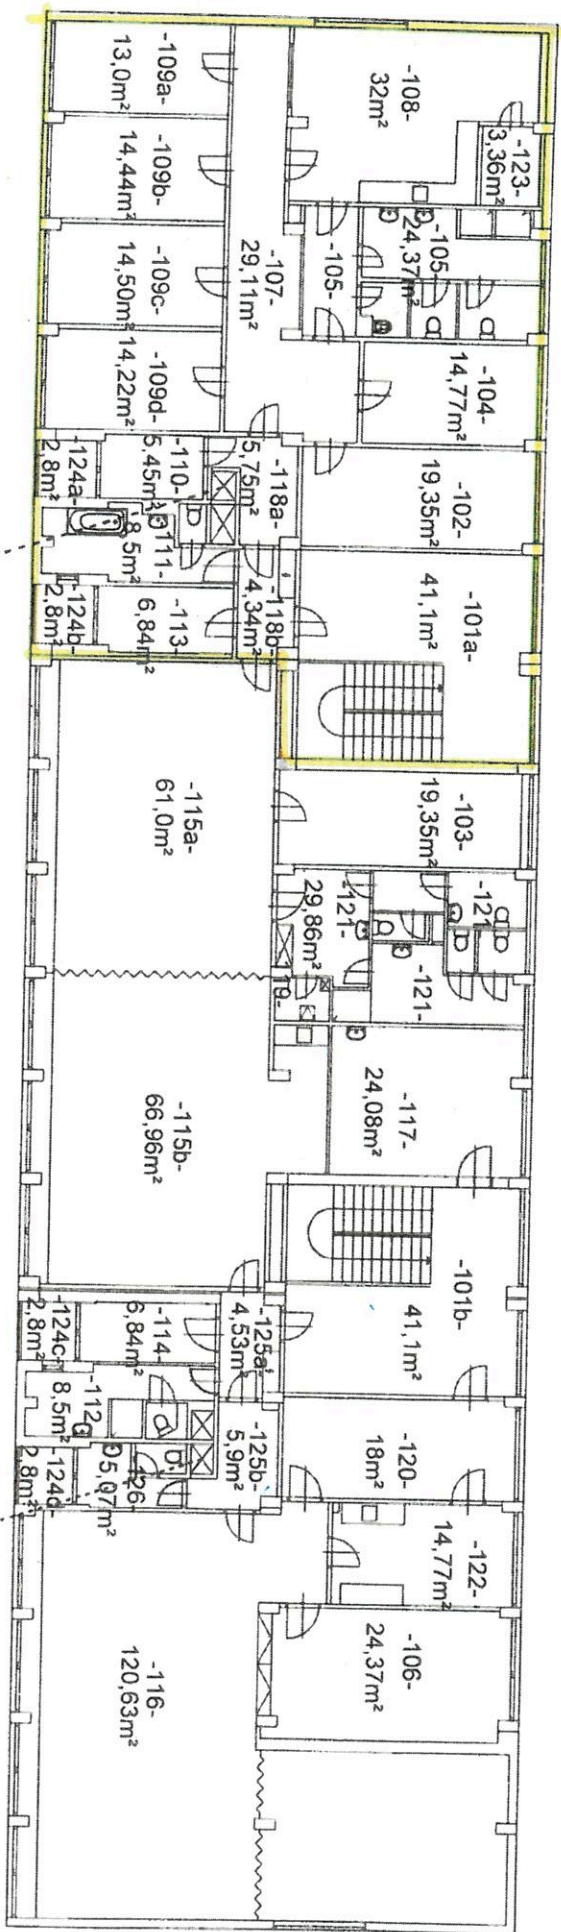 -109a-
13,0m²
-109b-
14,44m²
-109c-
14,50m²
-109d-
14,22m²
-108-
32m²
-123-
3,36m²
-107-
29,11m²
-105-
-105-
24,37m²
-104-
14,77m²
-102-
19,35m²
-101a-
41,1m²
-110-
5,45m²
-118a-
5,75m²
-124a-
2,8m²
-111-
8,5m²
-124b-
2,8m²
-113-
6,84m²
-118b-
4,34m²
-115a-
61,0m²
-103-
19,35m²
-121-
29,86m²
-121-
-121-
-115b-
66,96m²
-117-
24,08m²
-101b-
41,1m²
-124c-
2,8m²
-114-
6,84m²
-125a-
4,53m²
-112-
8,5m²
-125b-
5,9m²
-124d-
2,8m²
-126-
5,07m²
-120-
18m²
-122-
14,77m²
-106-
24,37m²
-116-
120,63m²